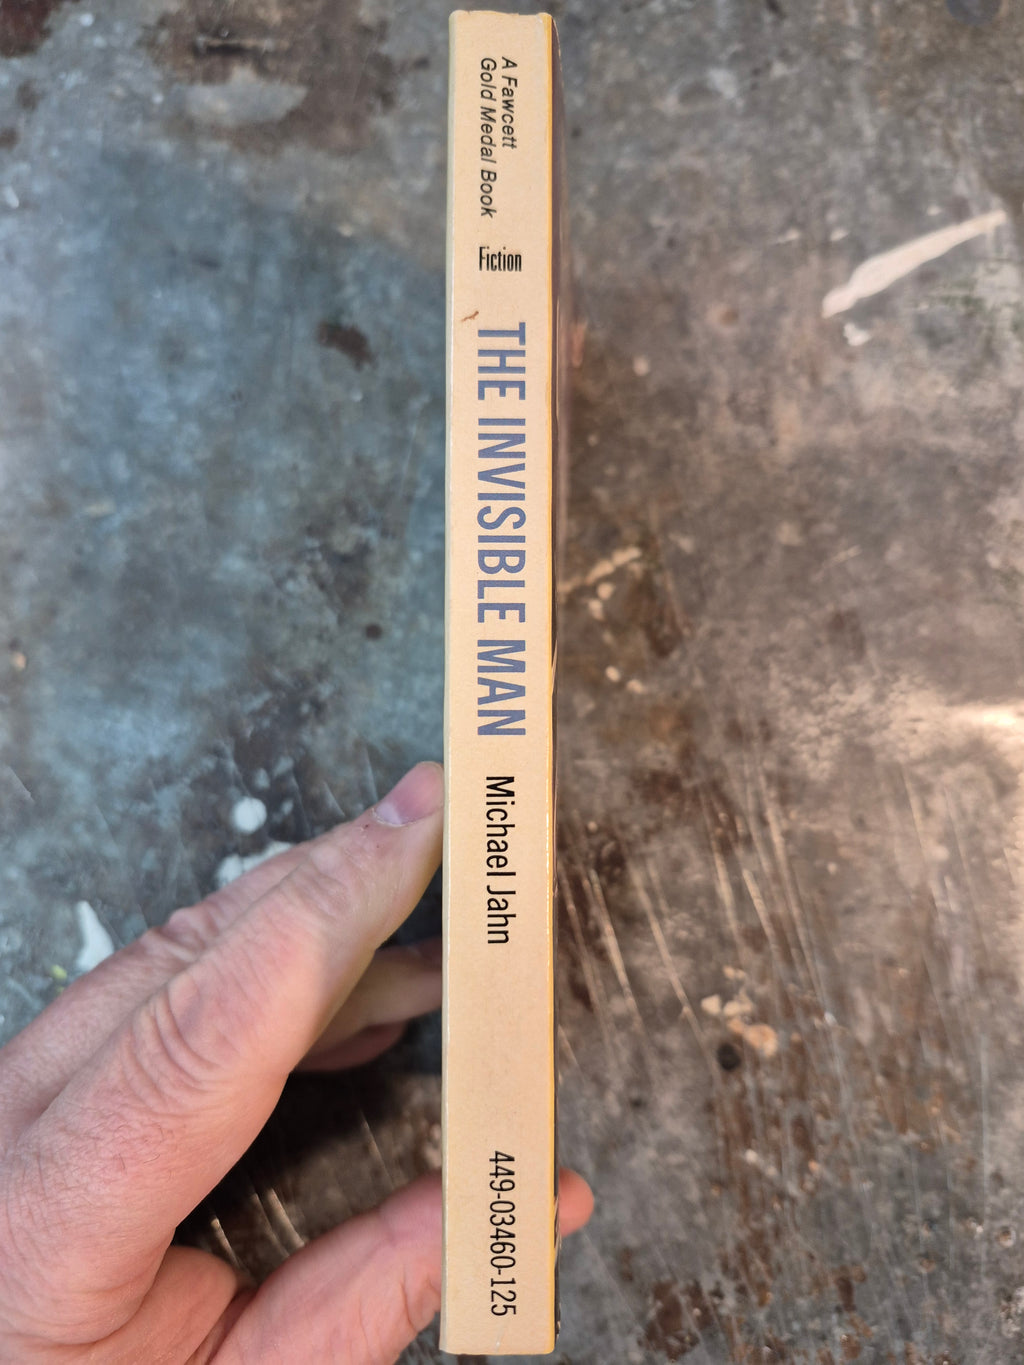 A Fawcett
Gold Medal Book
Fiction
THE INVISIBLE MAN
Michael Jahn
449-03460-125